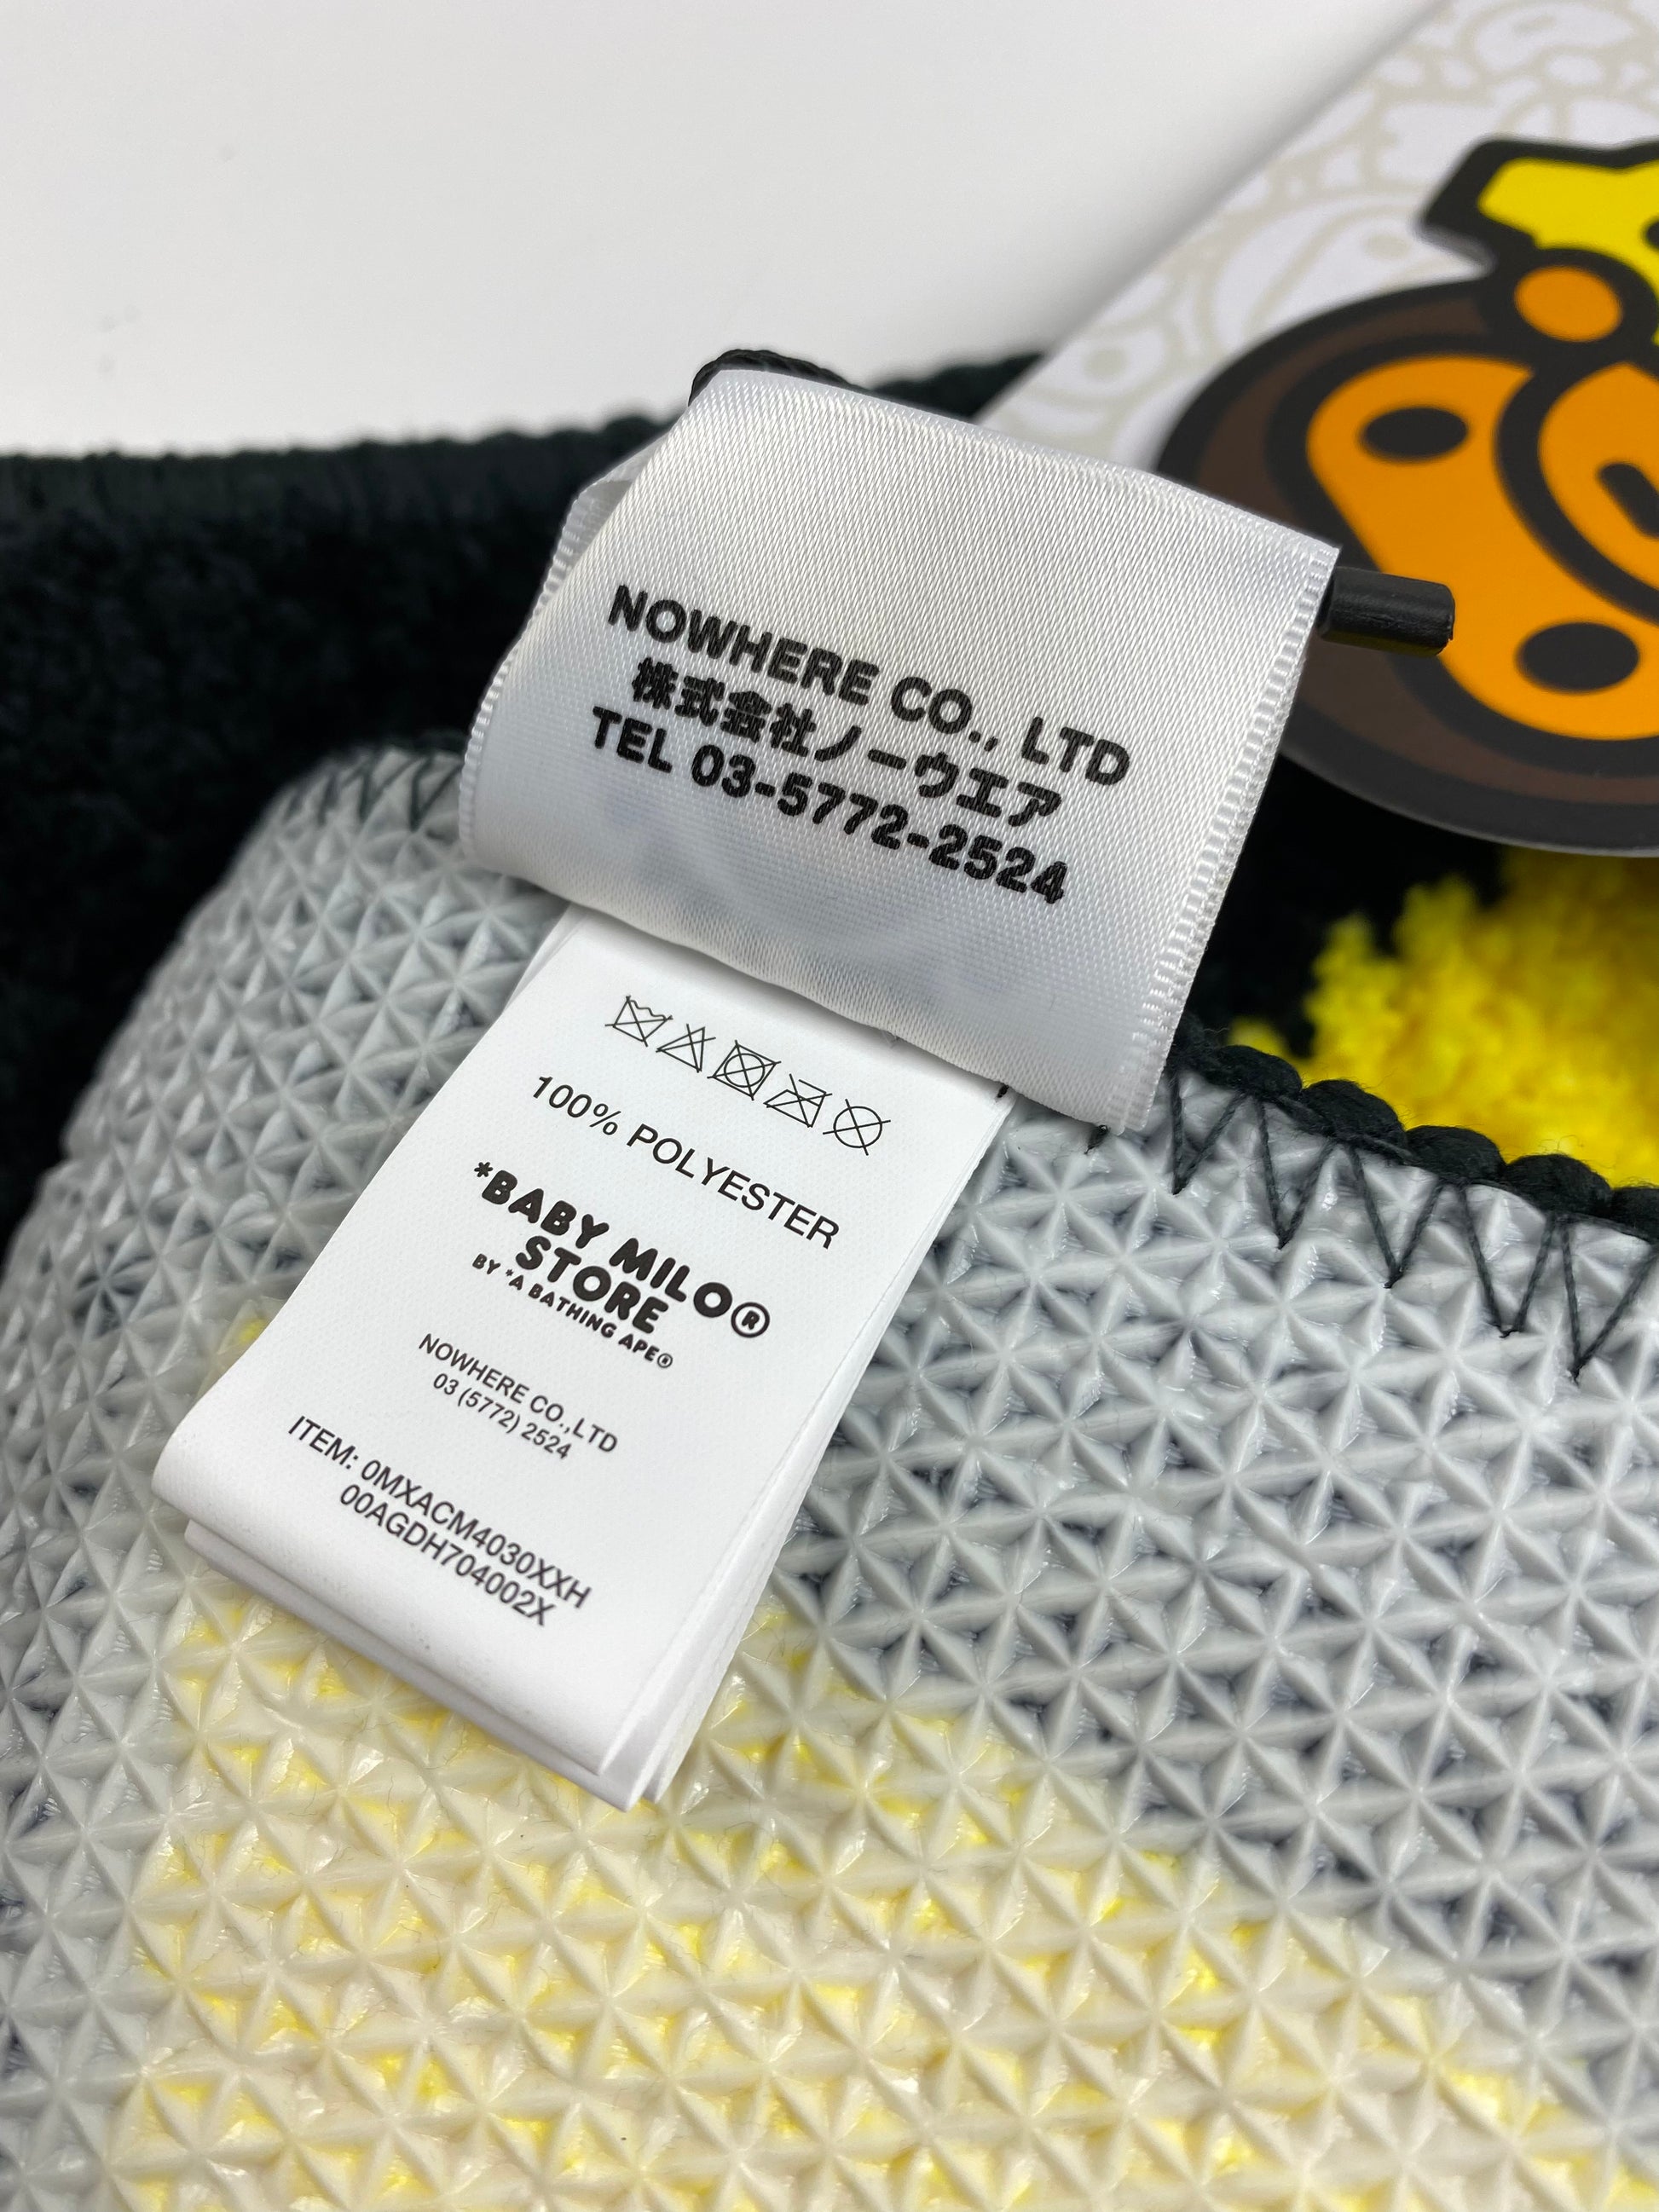 NOWHERE CO., LTD
株式会社ノーウエア
TEL 03-5772-2524
100% POLYESTER
*BABY MILO®
STORE
BY *A BATHING APE®
NOWHERE CO.,LTD
03 (5772) 2524
ITEM: 0MXACM4030XXH
00AGDH704002X